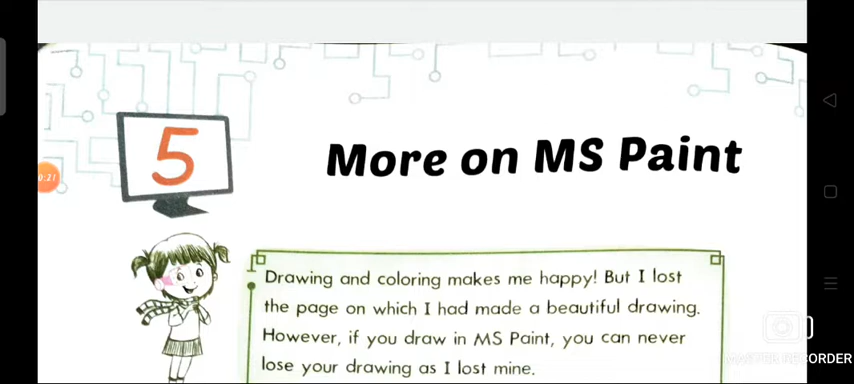 5
More on MS Paint
0:21
Drawing and coloring makes me happy! But I lost
the page on which I had made a beautiful drawing.
However, if you draw in MS Paint, you can never
lose your drawing as I lost mine.
MASTER RECORDER